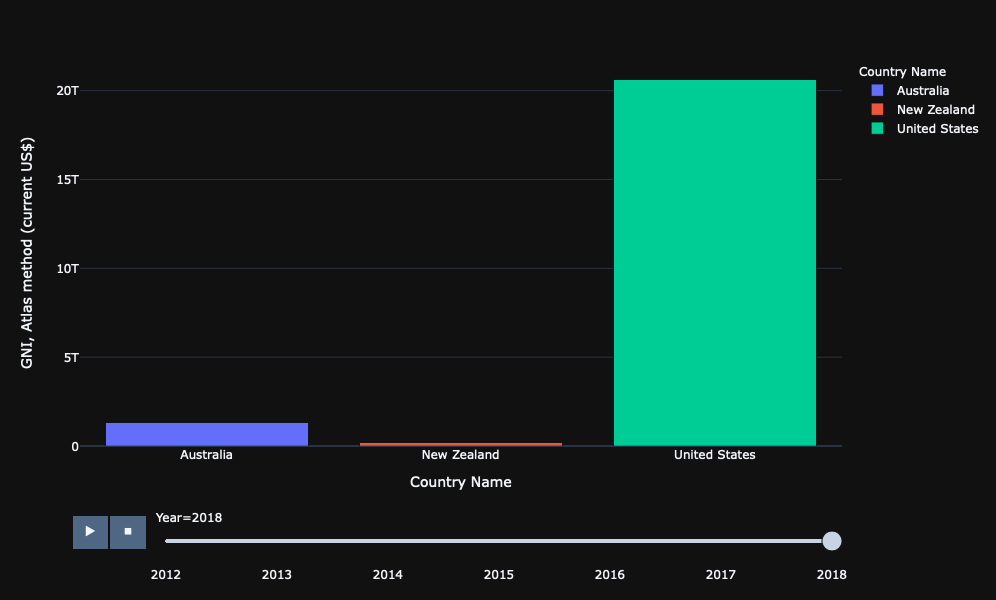 Country Name
Australia
New Zealand
United States
GNI, Atlas method (current US$)
20T
15T
10T
5T
0
Australia New Zealand United States
Country Name
Year=2018
2012 2013 2014 2015 2016 2017 2018